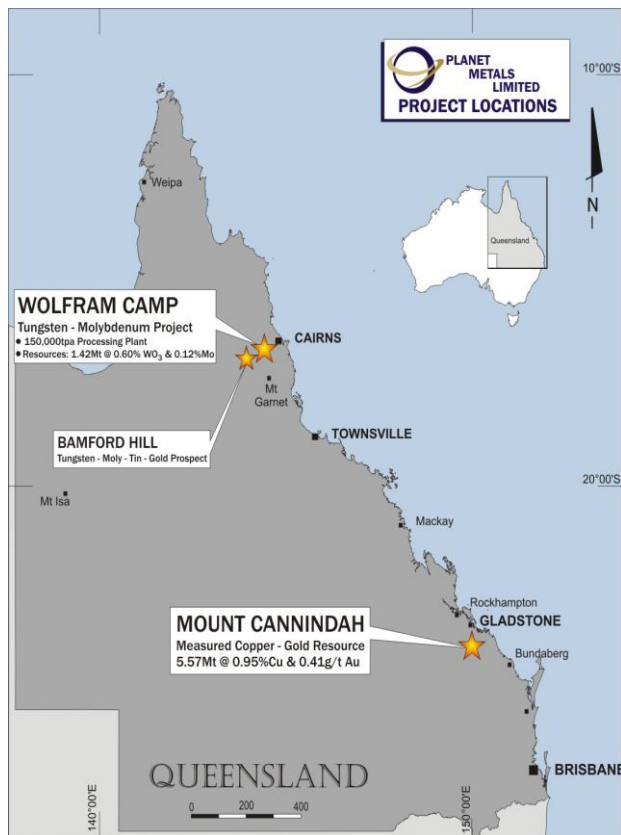 PLANET
METALS
LIMITED
PROJECT LOCATIONS
10°00'S
N
Queensland
Weipa
WOLFRAM CAMP
Tungsten - Molybdenum Project
● 150,000tpa Processing Plant
● Resources: 1.42Mt @ 0.60% WO₃ & 0.12%Mo
CAIRNS
Mt
Garnet
BAMFORD HILL
Tungsten - Moly - Tin - Gold Prospect
TOWNSVILLE
20°00'S
Mt Isa
Mackay
Rockhampton
GLADSTONE
MOUNT CANNINDAH
Measured Copper - Gold Resource
5.57Mt @ 0.95%Cu & 0.41g/t Au
Bundaberg
BRISBANE
QUEENSLAND
0 200 400
140°00'E
150°00'E